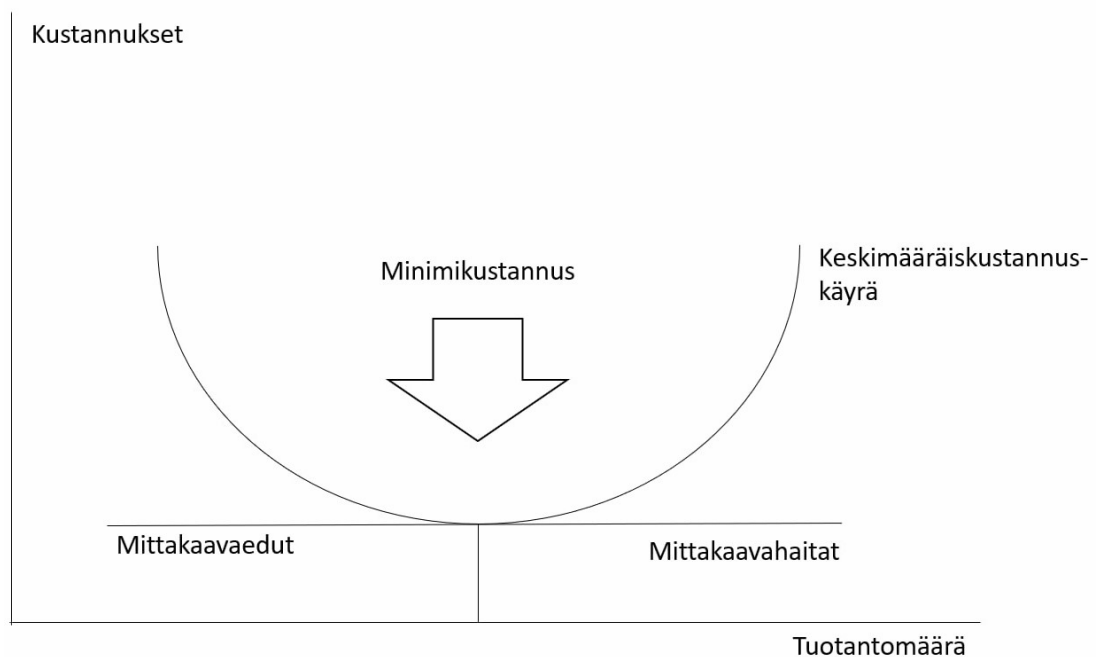 Kustannukset
Minimikustannus
Keskimääräiskustannus-
käyrä
Mittakaavaedut
Mittakaavahaitat
Tuotantomäärä